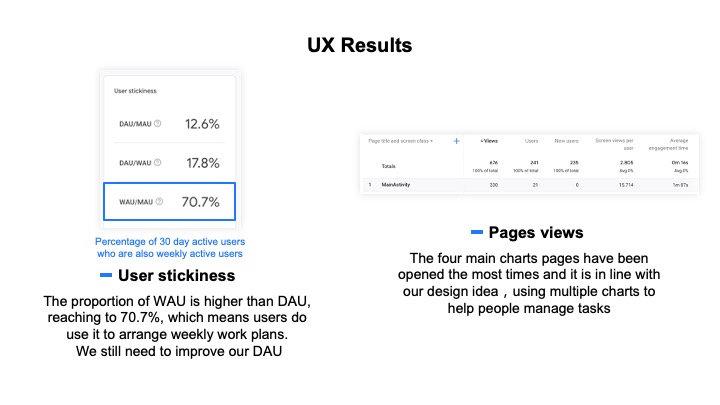 UX Results
User stickiness
DAU/MAU 12.6%
DAU/WAU 17.8%
WAU/MAU 70.7%
Percentage of 30 day active users
who are also weekly active users
User stickiness
The proportion of WAU is higher than DAU,
reaching to 70.7%, which means users do
use it to arrange weekly work plans.
We still need to improve our DAU
Page title and screen class + Views Users New users Screen views per user Average engagement time
Totals 676 241 235 2.805 0m 16s
100% of total 100% of total 100% of total Avg 0% Avg 0%
1 MainAstivity 330 21 0 15.714 1m 07s
Pages views
The four main charts pages have been
opened the most times and it is in line with
our design idea，using multiple charts to
help people manage tasks